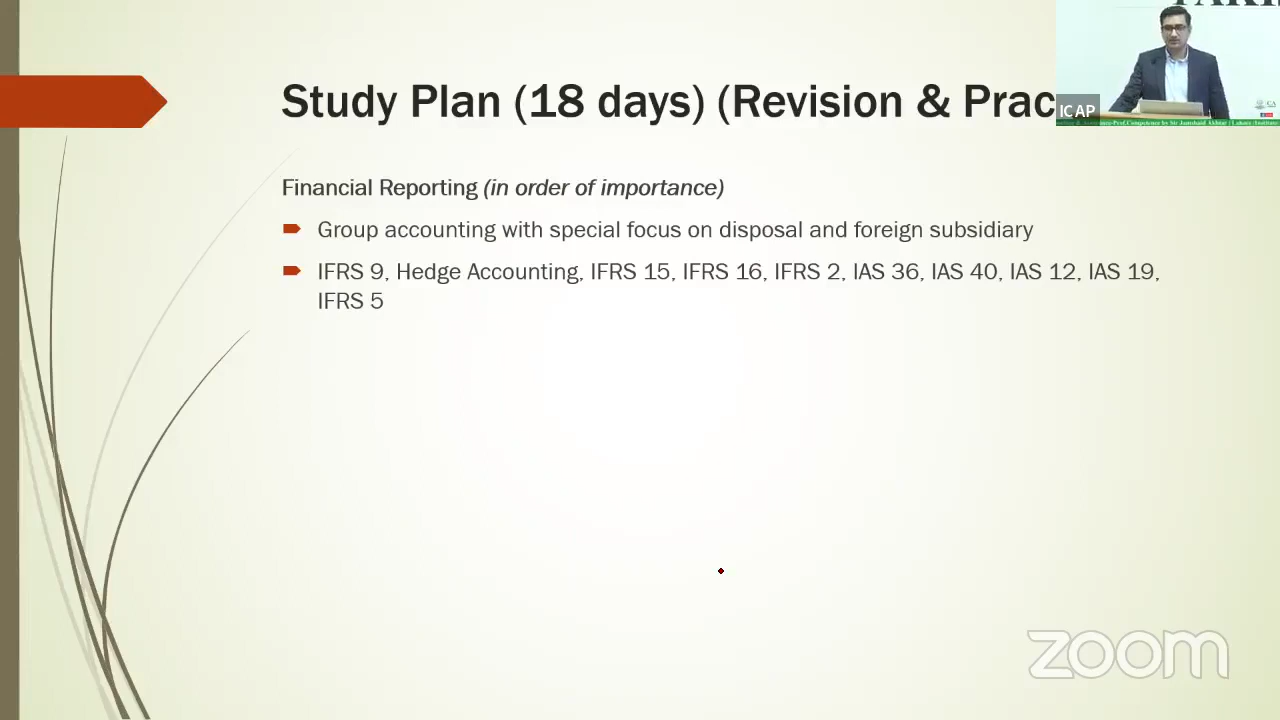 Study Plan (18 days) (Revision & Prac
ICAP
Financial Reporting (in order of importance)
Group accounting with special focus on disposal and foreign subsidiary
IFRS 9, Hedge Accounting, IFRS 15, IFRS 16, IFRS 2, IAS 36, IAS 40, IAS 12, IAS 19,
IFRS 5
zoom